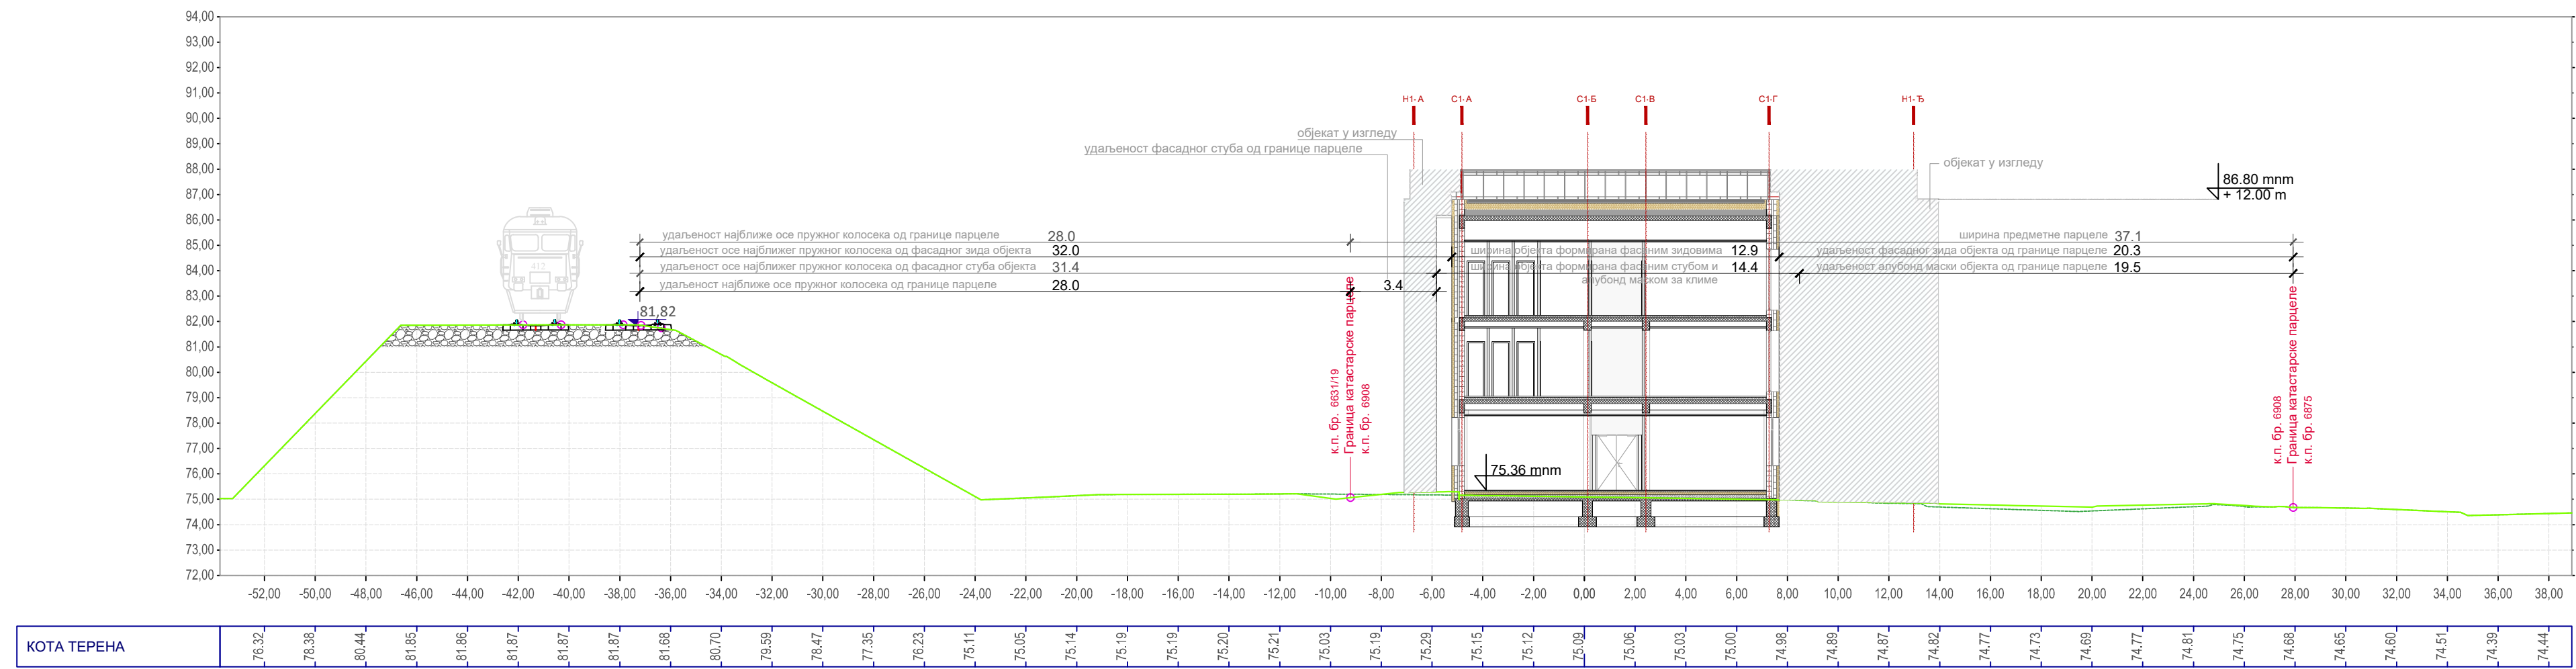 94,00
93,00
92,00
91,00
90,00
89,00
88,00
87,00
86,00
85,00
84,00
83,00
82,00
81,00
80,00
79,00
78,00
77,00
76,00
75,00
74,00
73,00
72,00
Н1-А С1-А С1-Б С1-В С1-Г Н1-Ђ
објекат у изгледу
удаљеност фасадног стуба од границе парцеле
објекат у изгледу
86.80 mnm
+ 12.00 m
412
удаљеност најближе осе пружног колосека од границе парцеле 28.0
ширина предметне парцеле 37.1
удаљеност осе најближег пружног колосека од фасадног зида објекта 32.0
ширина објекта формирана фасадним зидовима 12.9
удаљеност фасадног зида објекта од границе парцеле 20.3
удаљеност осе најближег пружног колосека од фасадног стуба објекта 31.4
ширина објекта формирана фасадним стубом и 14.4
алубонд маском за климе
удаљеност алубонд маски објекта од границе парцеле 19.5
удаљеност најближе осе пружног колосека од границе парцеле 28.0
3.4
81,82
к.п. бр. 6631/19
Граница катастарске парцеле
к.п. бр. 6908
75.36 mnm
к.п. бр. 6908
Граница катастарске парцеле
к.п. бр. 6875
-52,00 -50,00 -48,00 -46,00 -44,00 -42,00 -40,00 -38,00 -36,00 -34,00 -32,00 -30,00 -28,00 -26,00 -24,00 -22,00 -20,00 -18,00 -16,00 -14,00 -12,00 -10,00 -8,00 -6,00 -4,00 -2,00 0,00 2,00 4,00 6,00 8,00 10,00 12,00 14,00 16,00 18,00 20,00 22,00 24,00 26,00 28,00 30,00 32,00 34,00 36,00 38,00
КОТА ТЕРЕНА 76.32 78.38 80.44 81.85 81.86 81.87 81.87 81.87 81.68 80.70 79.59 78.47 77.35 76.23 75.11 75.05 75.14 75.19 75.19 75.20 75.21 75.03 75.19 75.29 75.15 75.12 75.09 75.06 75.03 75.00 74.98 74.89 74.87 74.82 74.77 74.73 74.69 74.77 74.81 74.75 74.68 74.65 74.60 74.51 74.39 74.44